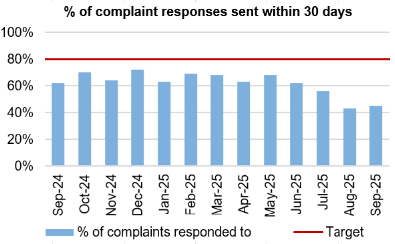 % of complaint responses sent within 30 days
100%
80%
60%
40%
20%
0%
Sep-24
Oct-24
Nov-24
Dec-24
Jan-25
Feb-25
Mar-25
Apr-25
May-25
Jun-25
Jul-25
Aug-25
Sep-25
% of complaints responded to
Target